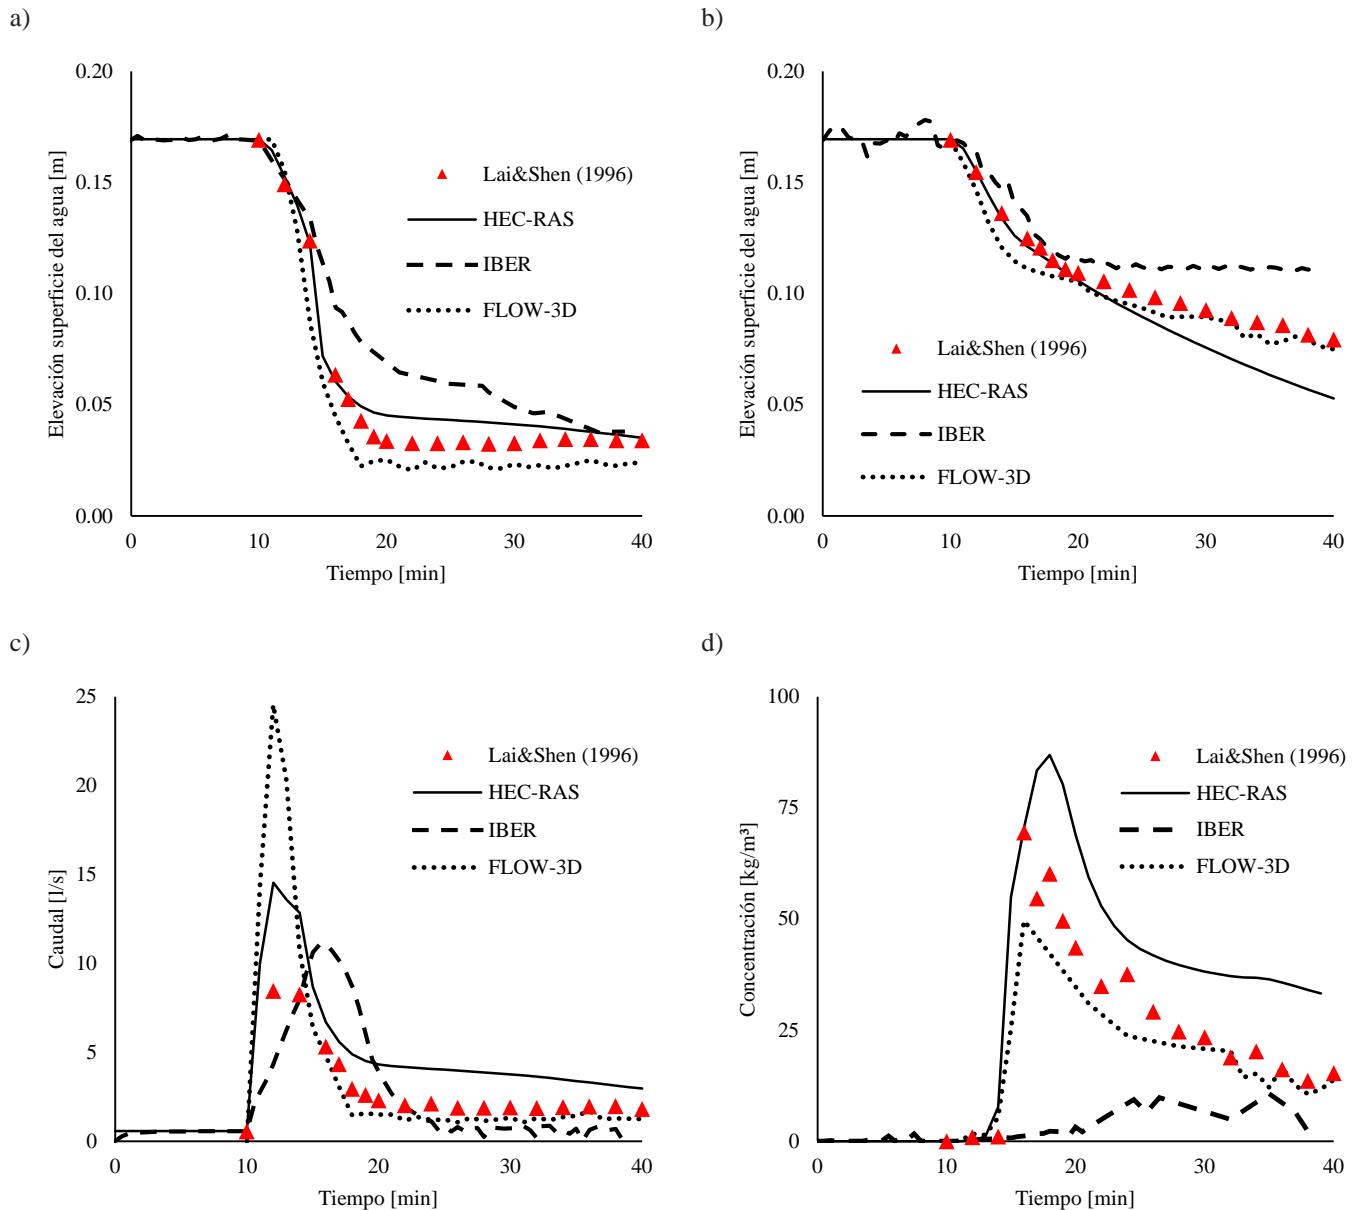 a)
Elevación superficie del agua [m]
0.20
0.15
0.10
0.05
0.00
0
10
20
30
40
Tiempo [min]
Lai&Shen (1996)
HEC-RAS
IBER
FLOW-3D
b)
Elevación superficie del agua [m]
0.20
0.15
0.10
0.05
0.00
0
10
20
30
40
Tiempo [min]
Lai&Shen (1996)
HEC-RAS
IBER
FLOW-3D
c)
Caudal [l/s]
25
20
15
10
5
0
0
10
20
30
40
Tiempo [min]
Lai&Shen (1996)
HEC-RAS
IBER
FLOW-3D
d)
Concentración [kg/m³]
100
75
50
25
0
0
10
20
30
40
Tiempo [min]
Lai&Shen (1996)
HEC-RAS
IBER
FLOW-3D